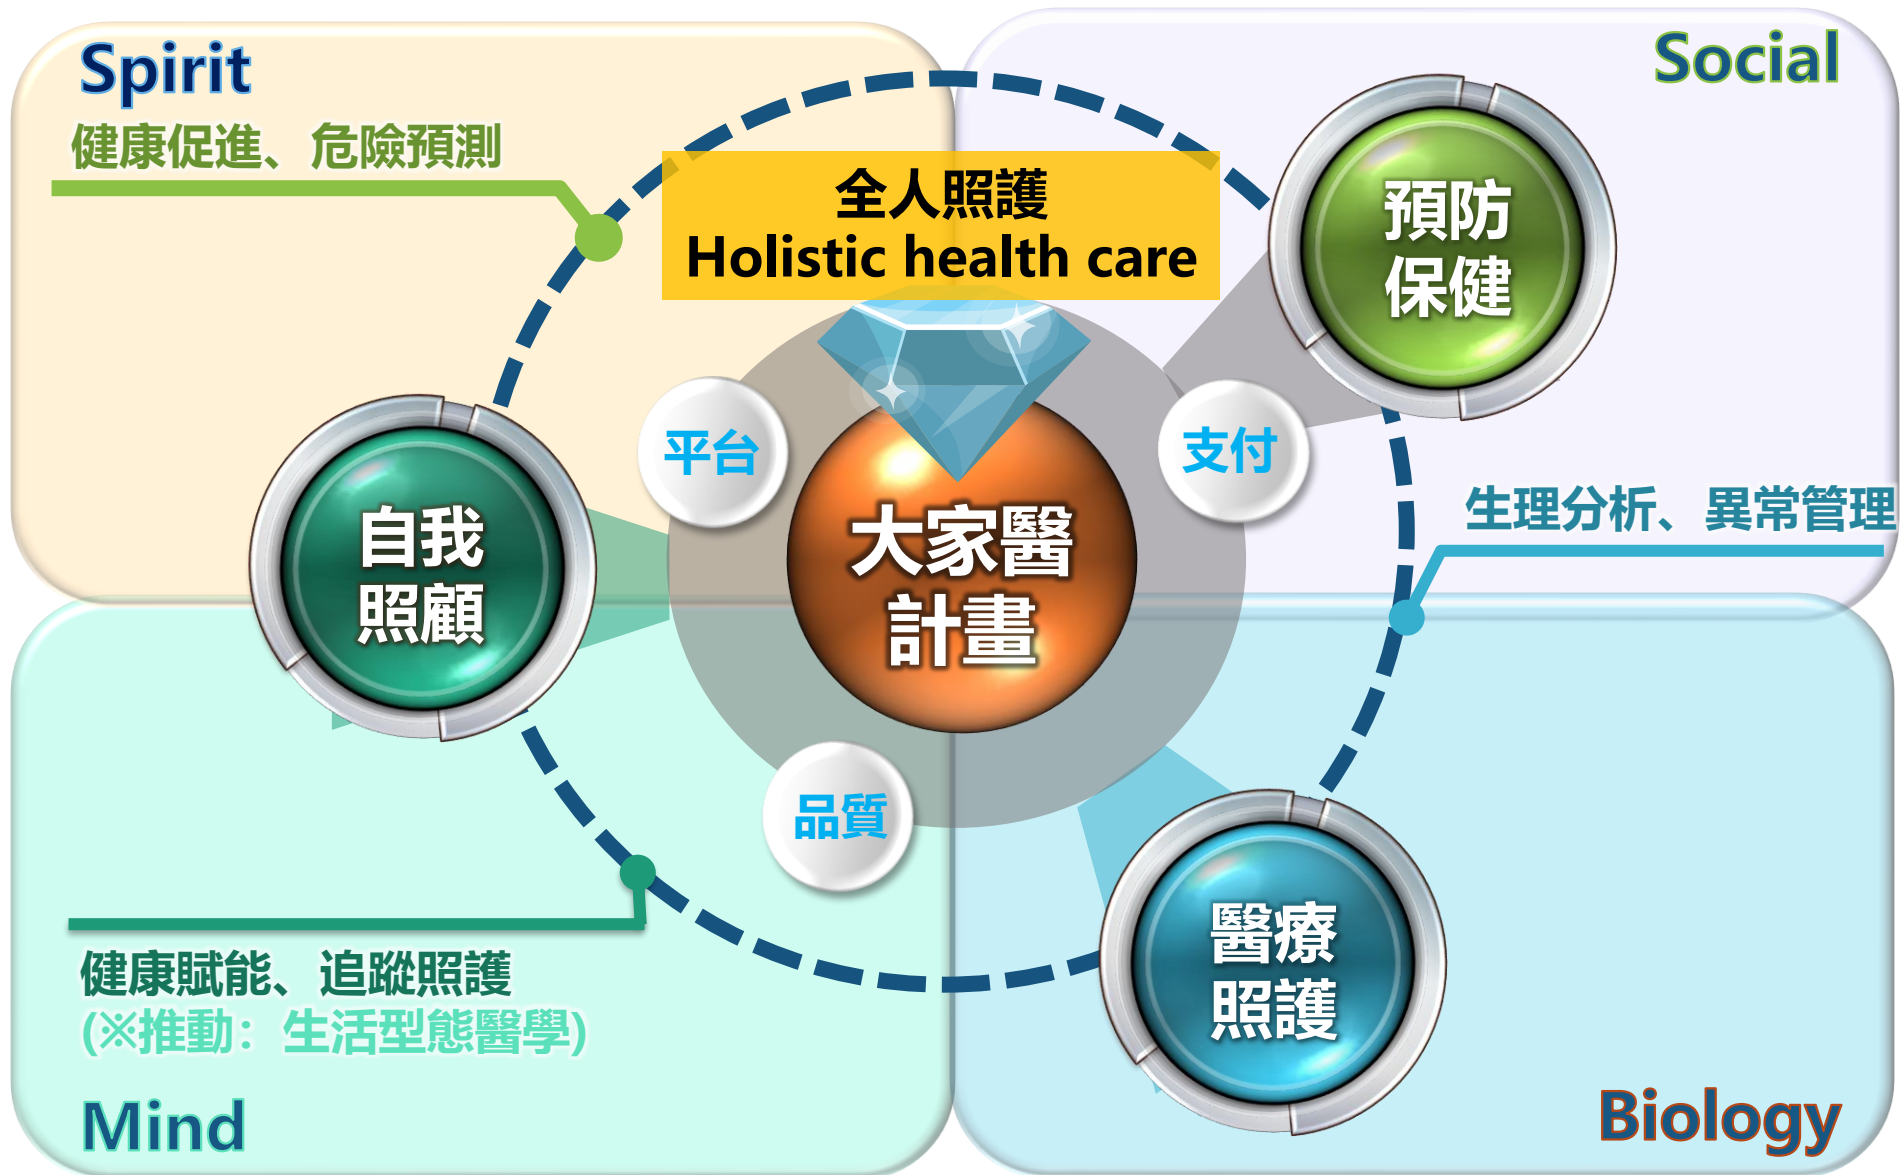 Spirit
健康促進、危險預測
Social
全人照護
Holistic health care
預防
保健
平台
支付
自我
照顧
大家醫
計畫
生理分析、異常管理
品質
健康賦能、追蹤照護
(※推動：生活型態醫學)
醫療
照護
Mind
Biology